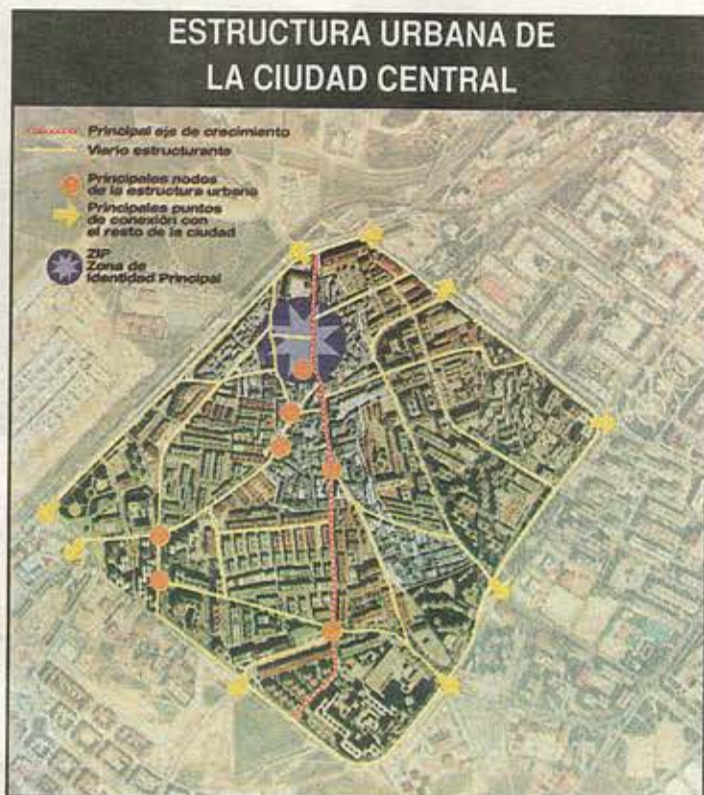 ESTRUCTURA URBANA DE
LA CIUDAD CENTRAL
Principal eje de crecimiento
Viario estructurante
Principales nodos
de la estructura urbana
Principales puntos
de conexión con
el resto de la ciudad
ZIP
Zona de
Identidad Principal